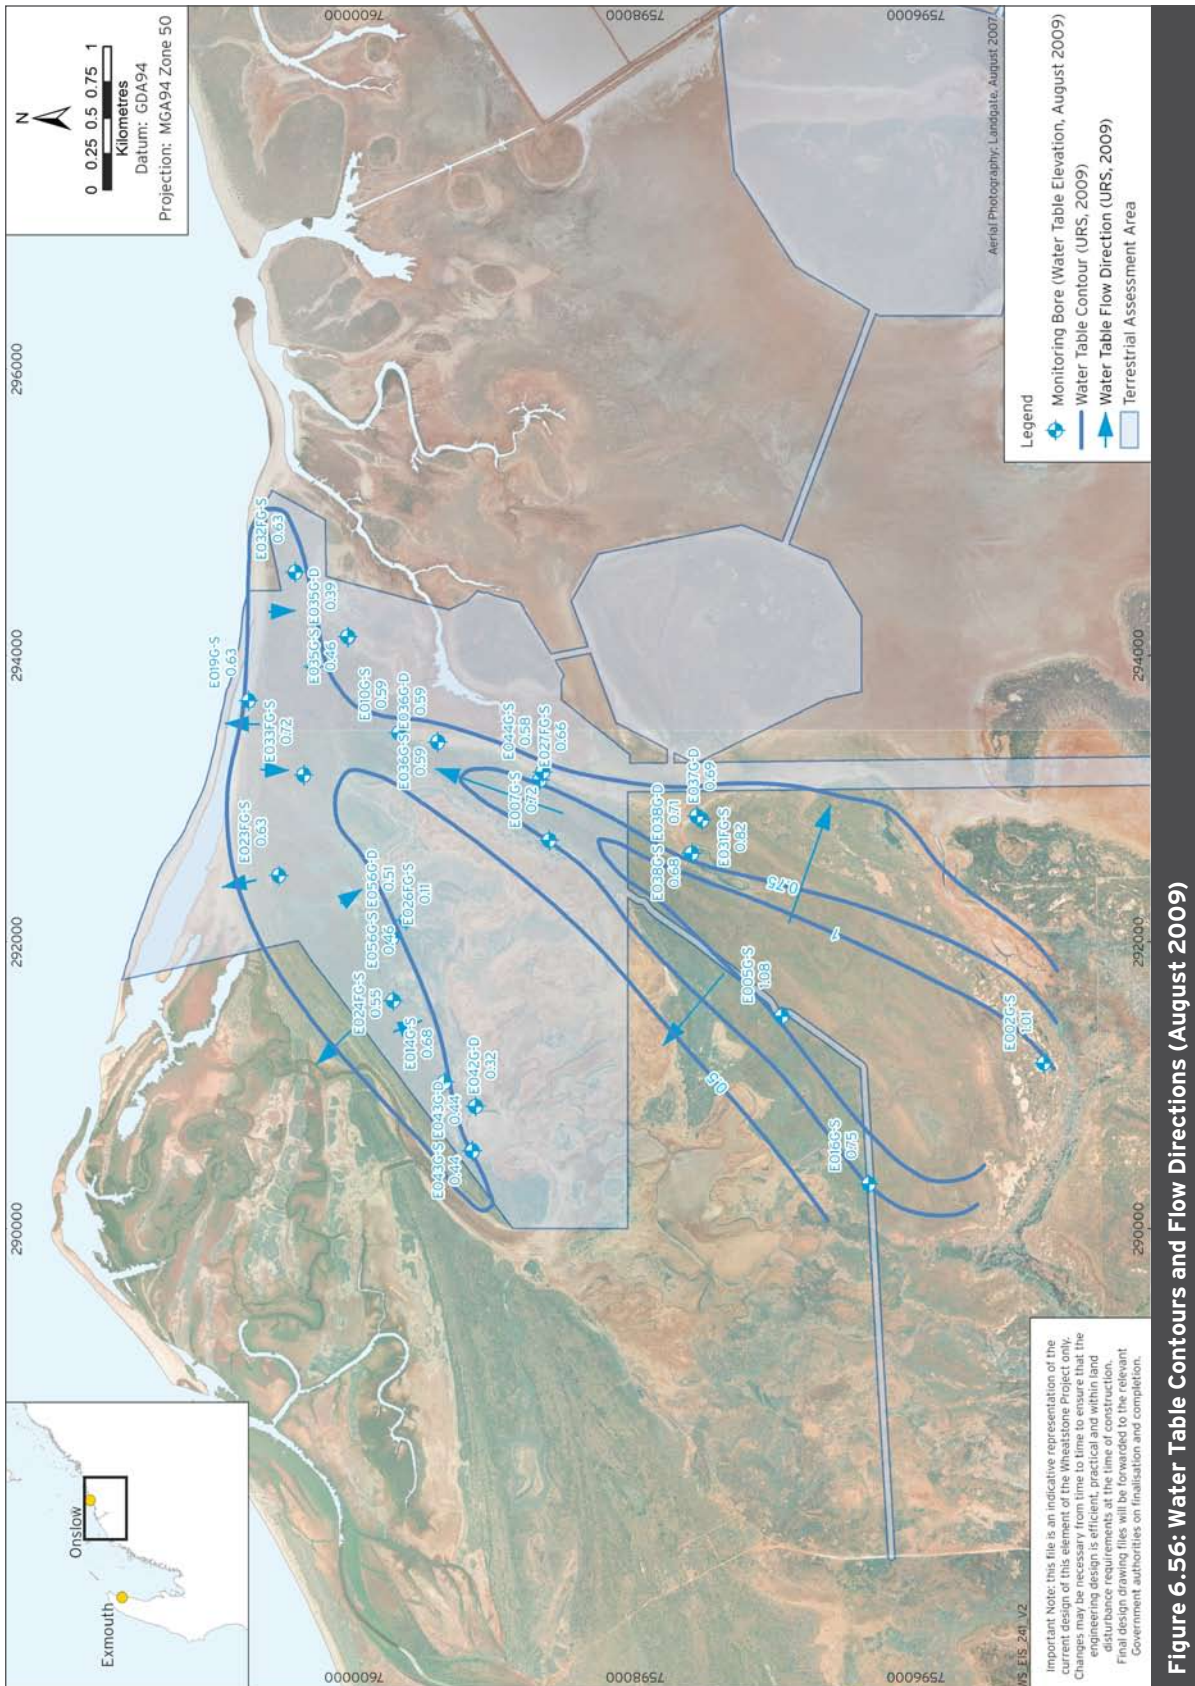 290000
292000
294000
296000
N
0 0.25 0.5 0.75 1
Kilometres
Datum: GDA94
Projection: MGA94 Zone 50
Onslow
Exmouth
7600000
7598000
7596000
7600000
7598000
7596000
E019G-S
0.63
E032FG-S
0.63
E033FG-S
0.72
E023FG-S
0.63
E035G-S E035G-D
0.46 0.39
E010G-S
0.59
E036G-S E036G-D
0.59 0.59
E024FG-S
0.55
E056G-S E056G-D
0.46 0.51
E026FG-S
0.11
E014G-S
0.68
E043G-S E043G-D
0.44 0.44
E042G-D
0.32
E044G-S
0.58
E027FG-S
0.66
E007G-S
0.72
E038G-S E038G-D
0.68 0.71
E037G-D
0.69
E031FG-S
0.82
0.75
1
0.5
E005G-S
1.08
E016G-S
0.75
E002G-S
1.01
Aerial Photography: Landgate, August 2007
Legend
Monitoring Bore (Water Table Elevation, August 2009)
Water Table Contour (URS, 2009)
Water Table Flow Direction (URS, 2009)
Terrestrial Assessment Area
290000
292000
294000
Important Note: this file is an indicative representation of the
current design of this element of the Wheatstone Project only.
Changes may be necessary from time to time to ensure that the
engineering design is efficient, practical and within land
disturbance requirements at the time of construction.
Final design drawing files will be forwarded to the relevant
Government authorities on finalisation and completion.
WS_EIS_241_V2
Figure 6.56: Water Table Contours and Flow Directions (August 2009)